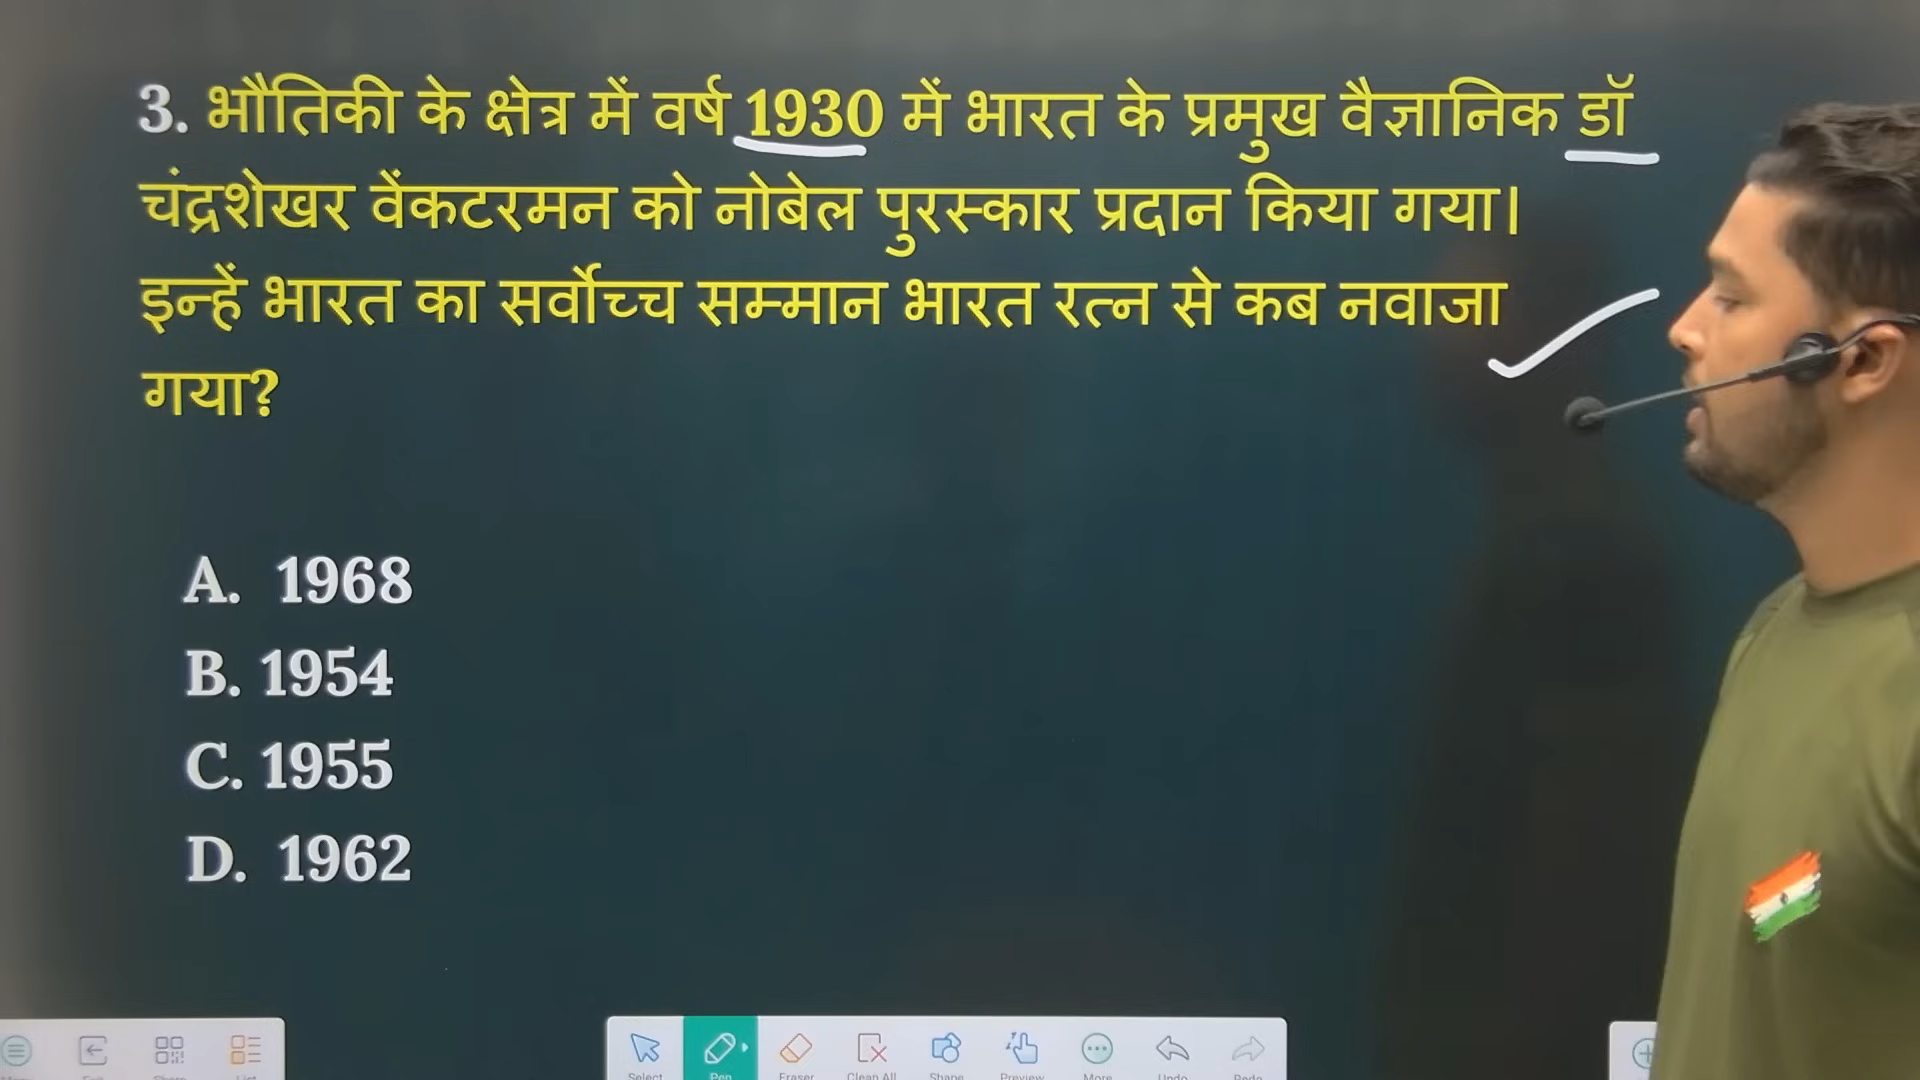 3. भौतिकी के क्षेत्र में वर्ष 1930 में भारत के प्रमुख वैज्ञानिक डॉ
चंद्रशेखर वेंकटरमन को नोबेल पुरस्कार प्रदान किया गया।
इन्हें भारत का सर्वोच्च सम्मान भारत रत्न से कब नवाजा
गया?
A. 1968
B. 1954
C. 1955
D. 1962
Select Pen Eraser Clean All Shape Preview More Undo Redo